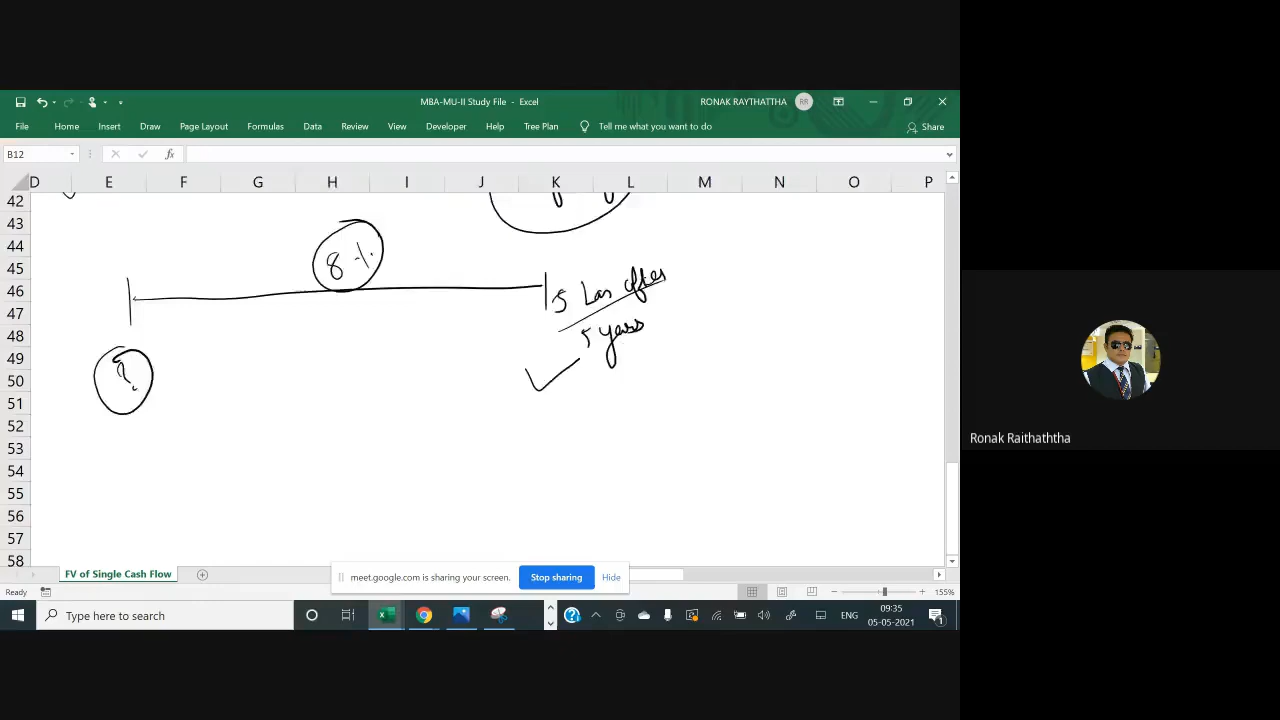 MBA-MU-II Study File - Excel
RONAK RAYTHATTHA RR
File Home Insert Draw Page Layout Formulas Data Review View Developer Help Tree Plan Tell me what you want to do Share
B12 fx
D E F G H I J K L M N O P
42
43
44
45
46
47
48
49
50
51
52
53
54
55
56
57
58
8 %
5 Lac after
5 years
?
Ronak Raithaththa
FV of Single Cash Flow
meet.google.com is sharing your screen. Stop sharing Hide
Ready 155%
Type here to search
ENG
09:35
05-05-2021